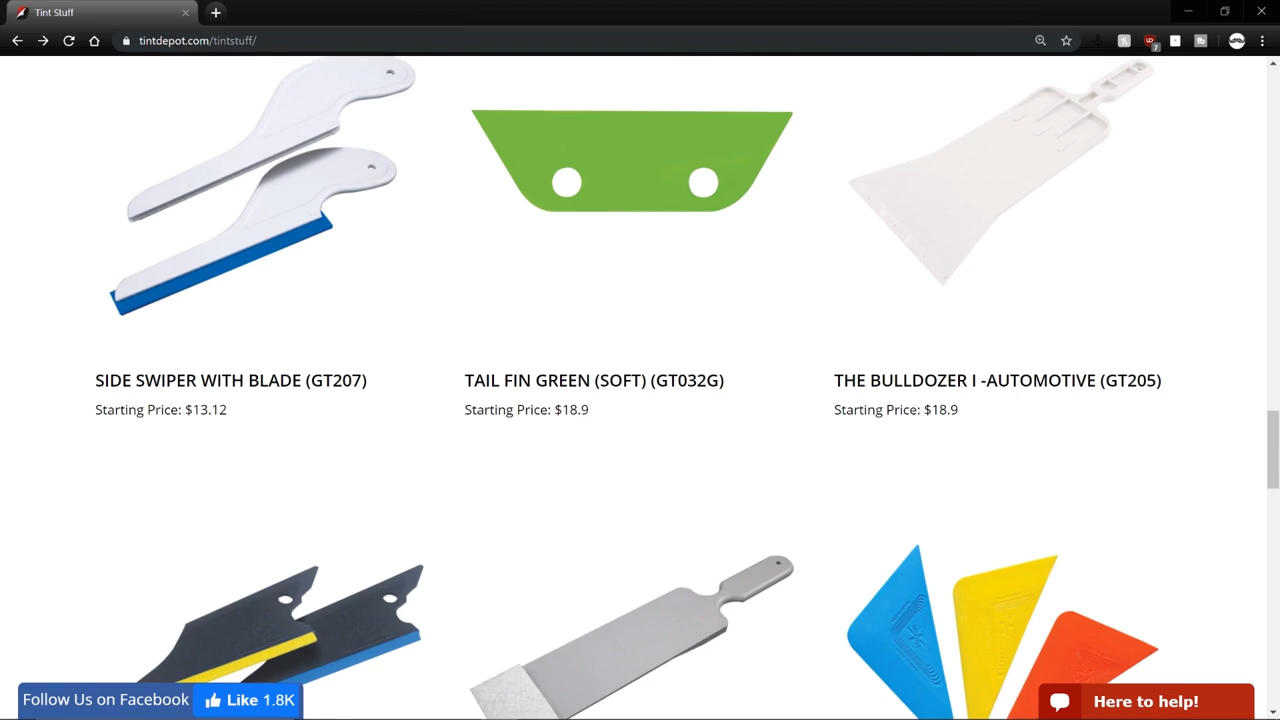 Tint Stuff
tintdepot.com/tintstuff/
7
SIDE SWIPER WITH BLADE (GT207)
Starting Price: $13.12
TAIL FIN GREEN (SOFT) (GT032G)
Starting Price: $18.9
THE BULLDOZER I -AUTOMOTIVE (GT205)
Starting Price: $18.9
Follow Us on Facebook
Like 1.8K
Here to help!